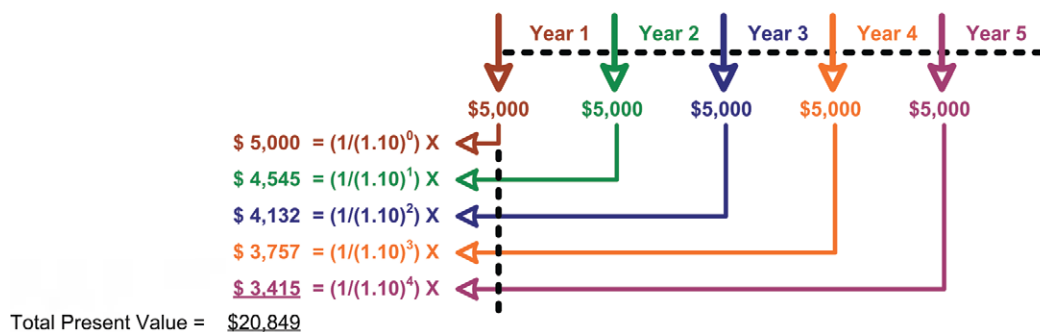 Year 1 Year 2 Year 3 Year 4 Year 5
$5,000 $5,000 $5,000 $5,000 $5,000
$ 5,000 = (1/(1.10)⁰) X
$ 4,545 = (1/(1.10)¹) X
$ 4,132 = (1/(1.10)²) X
$ 3,757 = (1/(1.10)³) X
$ 3,415 = (1/(1.10)⁴) X
Total Present Value = $20,849